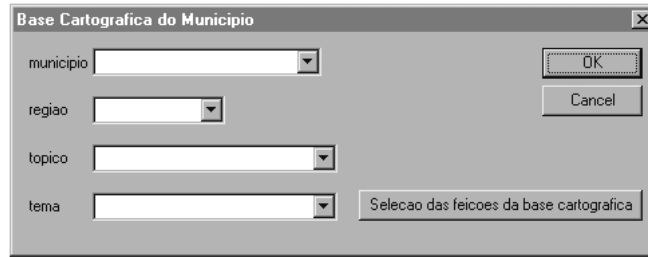 Base Cartografica do Municipio
municipio
OK
Cancel
regiao
topico
tema
Selecao das feicoes da base cartografica